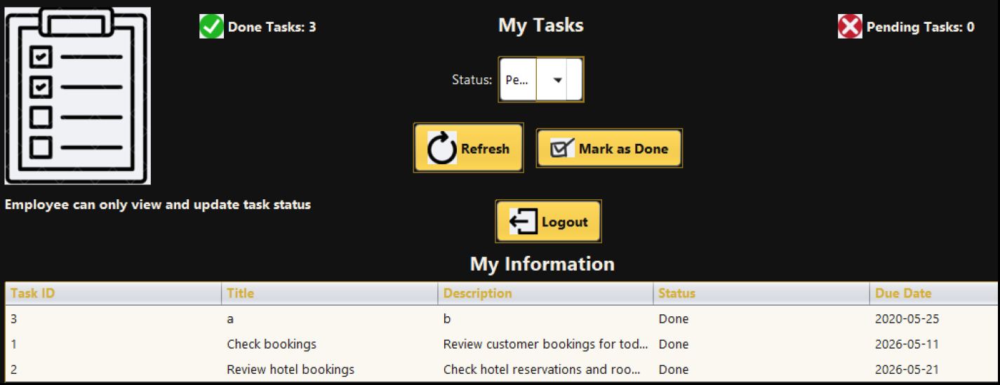 Done Tasks: 3
My Tasks
Pending Tasks: 0
Status: Pe...
Refresh
Mark as Done
Employee can only view and update task status
Logout
My Information
Task ID Title Description Status Due Date
3 a b Done 2020-05-25
1 Check bookings Review customer bookings for tod... Done 2026-05-11
2 Review hotel bookings Check hotel reservations and roo... Done 2026-05-21